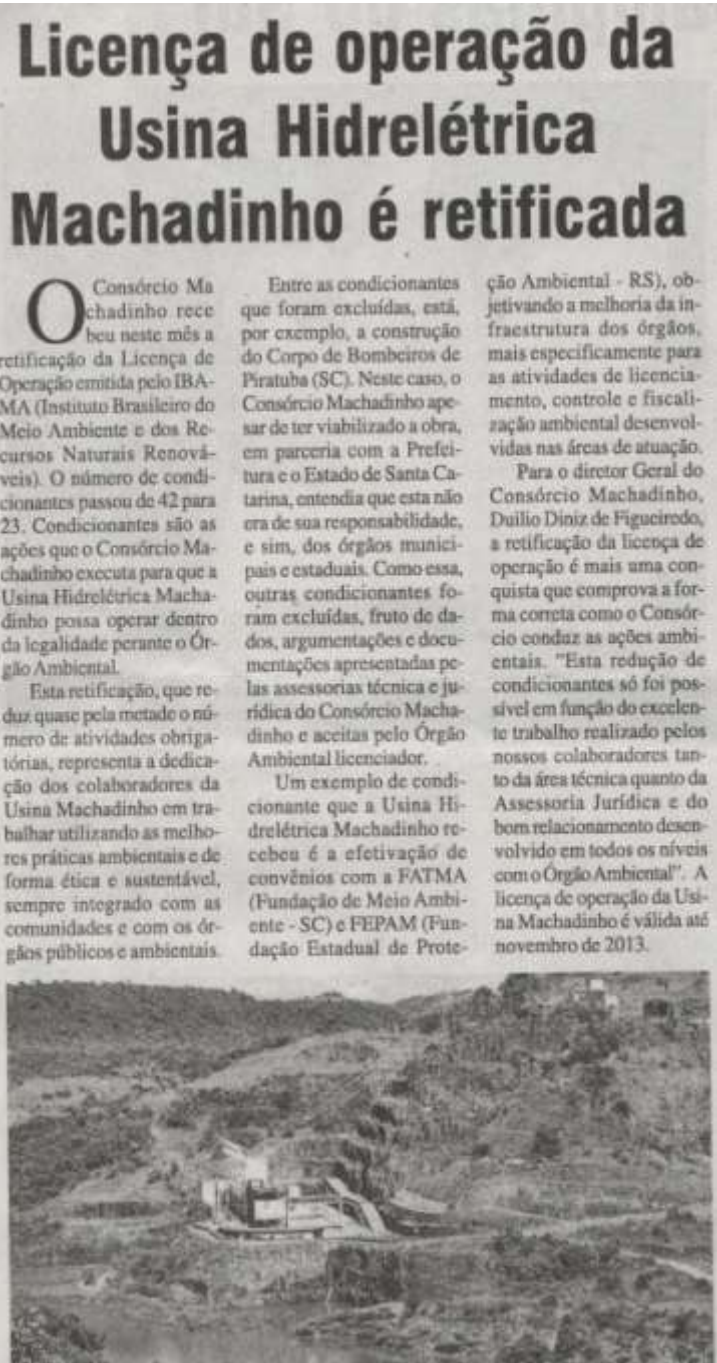 Licença de operação da
Usina Hidrelétrica
Machadinho é retificada
O Consórcio Ma
chadinho rece
beu neste mês a
retificação da Licença de
Operação emitida pelo IBA-
MA (Instituto Brasileiro do
Meio Ambiente e dos Re-
cursos Naturais Renová-
veis). O número de condi-
cionantes passou de 42 para
23. Condicionantes são as
ações que o Consórcio Ma-
chadinho executa para que a
Usina Hidrelétrica Macha-
dinho possa operar dentro
da legalidade perante o Ór-
gão Ambiental.
Esta retificação, que re-
duz quase pela metade o nú-
mero de atividades obriga-
tórias, representa a dedica-
ção dos colaboradores da
Usina Machadinho em tra-
balhar utilizando as melho-
res práticas ambientais e de
forma ética e sustentável,
sempre integrado com as
comunidades e com os ór-
gãos públicos e ambientais.
Entre as condicionantes
que foram excluídas, está,
por exemplo, a construção
do Corpo de Bombeiros de
Piratuba (SC). Neste caso, o
Consórcio Machadinho ape-
sar de ter viabilizado a obra,
em parceria com a Prefei-
tura e o Estado de Santa Ca-
tarina, entendia que esta não
era de sua responsabilidade,
e sim, dos órgãos munici-
pais e estaduais. Como essa,
outras condicionantes fo-
ram excluídas, fruto de da-
dos, argumentações e docu-
mentações apresentadas pe-
las assessorias técnica e ju-
rídica do Consórcio Macha-
dinho e aceitas pelo Órgão
Ambiental licenciador.
Um exemplo de condi-
cionante que a Usina Hi-
drelétrica Machadinho re-
cebeu é a efetivação de
convênios com a FATMA
(Fundação de Meio Ambi-
ente - SC) e FEPAM (Fun-
dação Estadual de Prote-
ção Ambiental - RS), ob-
jetivando a melhoria da in-
fraestrutura dos órgãos,
mais especificamente para
as atividades de licencia-
mento, controle e fiscali-
zação ambiental desenvol-
vidas nas áreas de atuação.
Para o diretor Geral do
Consórcio Machadinho,
Duilio Diniz de Figueiredo,
a retificação da licença de
operação é mais uma con-
quista que comprova a for-
ma correta como o Consór-
cio conduz as ações ambi-
entais. "Esta redução de
condicionantes só foi pos-
sível em função do excelen-
te trabalho realizado pelos
nossos colaboradores tan-
to da área técnica quanto da
Assessoria Jurídica e do
bom relacionamento desen-
volvido em todos os níveis
com o Órgão Ambiental". A
licença de operação da Usi-
na Machadinho é válida até
novembro de 2013.